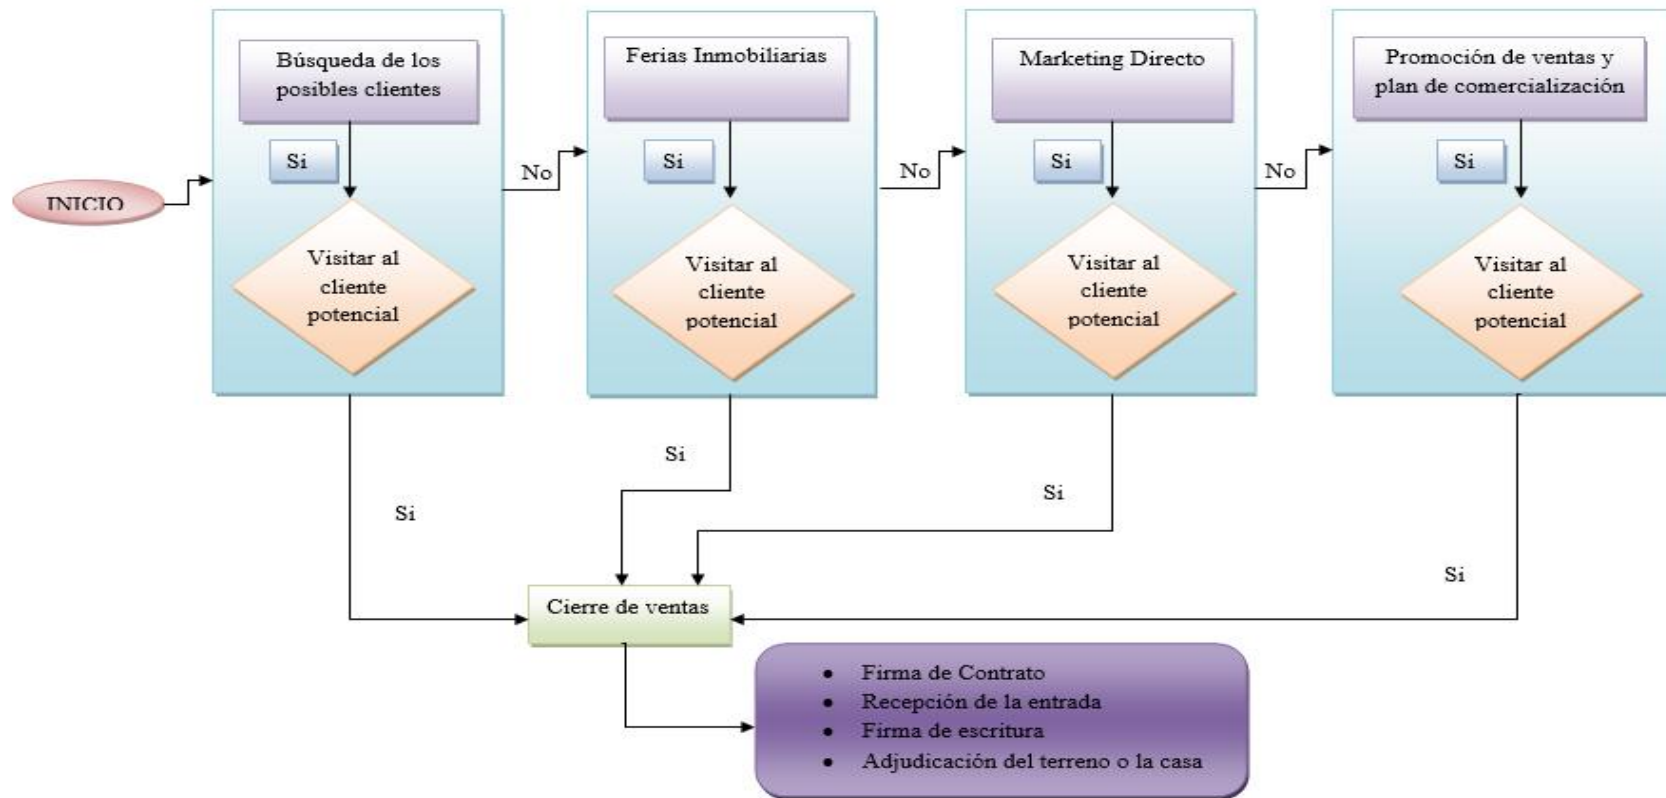 INICIO
Búsqueda de los
posibles clientes
Si
Visitar al
cliente
potencial
No
Ferias Inmobiliarias
Si
Visitar al
cliente
potencial
No
Marketing Directo
Si
Visitar al
cliente
potencial
No
Promoción de ventas y
plan de comercialización
Si
Visitar al
cliente
potencial
Si
Si
Si
Si
Cierre de ventas
• Firma de Contrato
• Recepción de la entrada
• Firma de escritura
• Adjudicación del terreno o la casa